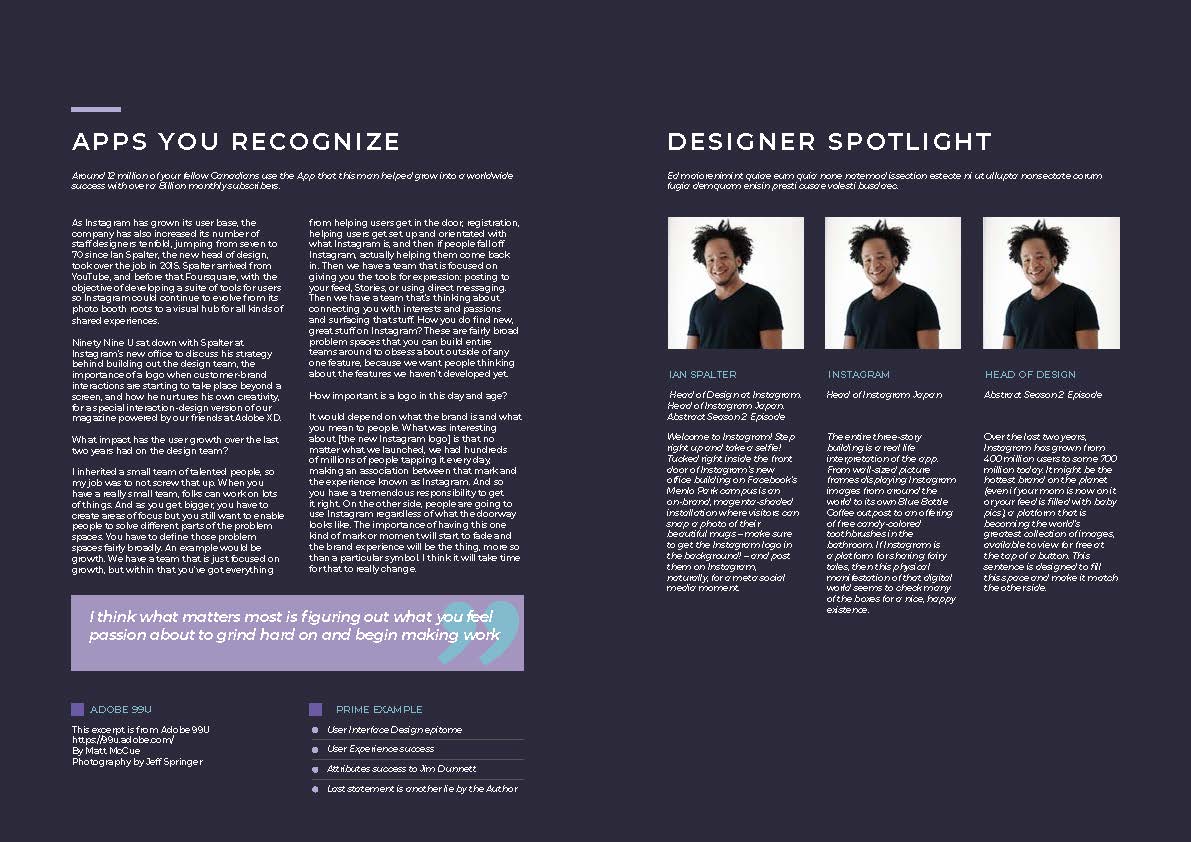 APPS YOU RECOGNIZE
Around 12 million of your fellow Canadians use the App that this man helped grow into a worldwide
success with over a Billion monthly subscribers.
As Instagram has grown its user base, the
company has also increased its number of
staff designers tenfold, jumping from seven to
70 since Ian Spalter, the new head of design,
took over the job in 2015. Spalter arrived from
YouTube, and before that Foursquare, with the
objective of developing a suite of tools for users
so Instagram could continue to evolve from its
photo booth roots to a visual hub for all kinds of
shared experiences.
Ninety Nine U sat down with Spalter at
Instagram's new office to discuss his strategy
behind building out the design team, the
importance of a logo when customer-brand
interactions are starting to take place beyond a
screen, and how he nurtures his own creativity,
for a special interaction-design version of our
magazine powered by our friends at Adobe XD.
What impact has the user growth over the last
two years had on the design team?
I inherited a small team of talented people, so
my job was to not screw that up. When you
have a really small team, folks can work on lots
of things. And as you get bigger, you have to
create areas of focus but you still want to enable
people to solve different parts of the problem
spaces. You have to define those problem
spaces fairly broadly. An example would be
growth. We have a team that is just focused on
growth, but within that you've got everything
from helping users get in the door, registration,
helping users get set up and orientated with
what Instagram is, and then if people fall off
Instagram, actually helping them come back
in. Then we have a team that is focused on
giving you the tools for expression: posting to
your feed, Stories, or using direct messaging.
Then we have a team that's thinking about
connecting you with interests and passions
and surfacing that stuff. How you do find new,
great stuff on Instagram? These are fairly broad
problem spaces that you can build entire
teams around to obsess about outside of any
one feature, because we want people thinking
about the features we haven't developed yet.
How important is a logo in this day and age?
It would depend on what the brand is and what
you mean to people. What was interesting
about [the new Instagram logo] is that no
matter what we launched, we had hundreds
of millions of people tapping it every day,
making an association between that mark and
the experience known as Instagram. And so
you have a tremendous responsibility to get
it right. On the other side, people are going to
use Instagram regardless of what the doorway
looks like. The importance of having this one
kind of mark or moment will start to fade and
the brand experience will be the thing, more so
than a particular symbol. I think it will take time
for that to really change.
I think what matters most is figuring out what you feel
passion about to grind hard on and begin making work
”
ADOBE 99U
This excerpt is from Adobe 99U
https://99u.adobe.com/
By Matt McCue
Photography by Jeff Springer
PRIME EXAMPLE
User Interface Design epitome
User Experience success
Attributes success to Jim Dunnett
Last statement is another lie by the Author
DESIGNER SPOTLIGHT
Ed maiorenimint quiae eum quia none natemod issection estecte ni ut ullupta nonsectate corum
fugia demquam enisin presti cusae volesti busdaec.
IAN SPALTER
Head of Design at Instagram.
Head of Instagram Japan.
Abstract Season 2 Episode
Welcome to Instagram! Step
right up and take a selfie!
Tucked right inside the front
door of Instagram's new
office building on Facebook's
Menlo Park campus is an
on-brand, magenta-shaded
installation where visitors can
snap a photo of their
beautiful mugs – make sure
to get the Instagram logo in
the background! – and post
them on Instagram,
naturally, for a meta social
media moment.
INSTAGRAM
Head of Instagram Japan
The entire three-story
building is a real life
interpretation of the app.
From wall-sized picture
frames displaying Instagram
images from around the
world to its own Blue Bottle
Coffee outpost to an offering
of free candy-colored
toothbrushes in the
bathroom. If Instagram is
a platform for sharing fairy
tales, then this physical
manifestation of that digital
world seems to check many
of the boxes for a nice, happy
existence.
HEAD OF DESIGN
Abstract Season 2 Episode
Over the last two years,
Instagram has grown from
400 million users to some 700
million today. It might be the
hottest brand on the planet
(even if your mom is now on it
or your feed is filled with baby
pics), a platform that is
becoming the world's
greatest collection of images,
available to view for free at
the tap of a button. This
sentence is designed to fill
this space and make it match
the other side.